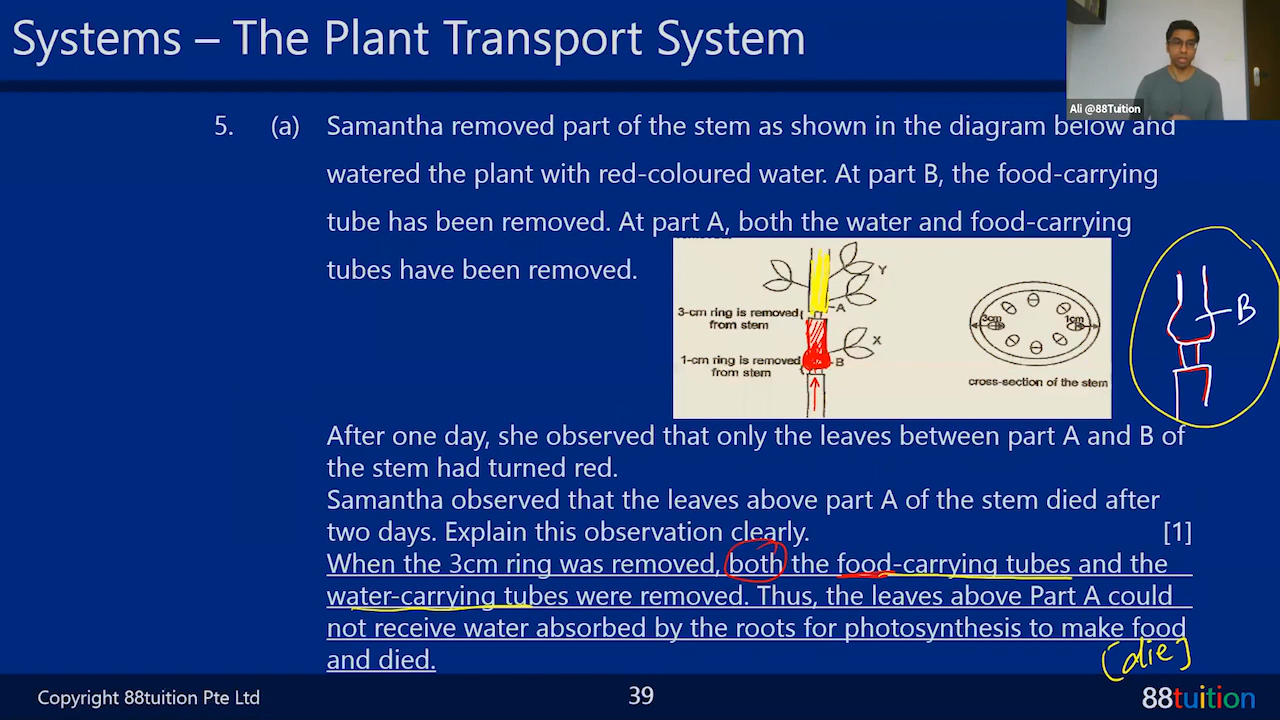 Systems – The Plant Transport System
Ali @88Tuition
5. (a) Samantha removed part of the stem as shown in the diagram below and
watered the plant with red-coloured water. At part B, the food-carrying
tube has been removed. At part A, both the water and food-carrying
tubes have been removed.
Y
A
3-cm ring is removed
from stem
X
1-cm ring is removed
from stem
B
3cm
1cm
cross-section of the stem
B
After one day, she observed that only the leaves between part A and B of
the stem had turned red.
Samantha observed that the leaves above part A of the stem died after
two days. Explain this observation clearly. [1]
When the 3cm ring was removed, both the food-carrying tubes and the
water-carrying tubes were removed. Thus, the leaves above Part A could
not receive water absorbed by the roots for photosynthesis to make food
and died.
(die]
Copyright 88tuition Pte Ltd
39
88tuition